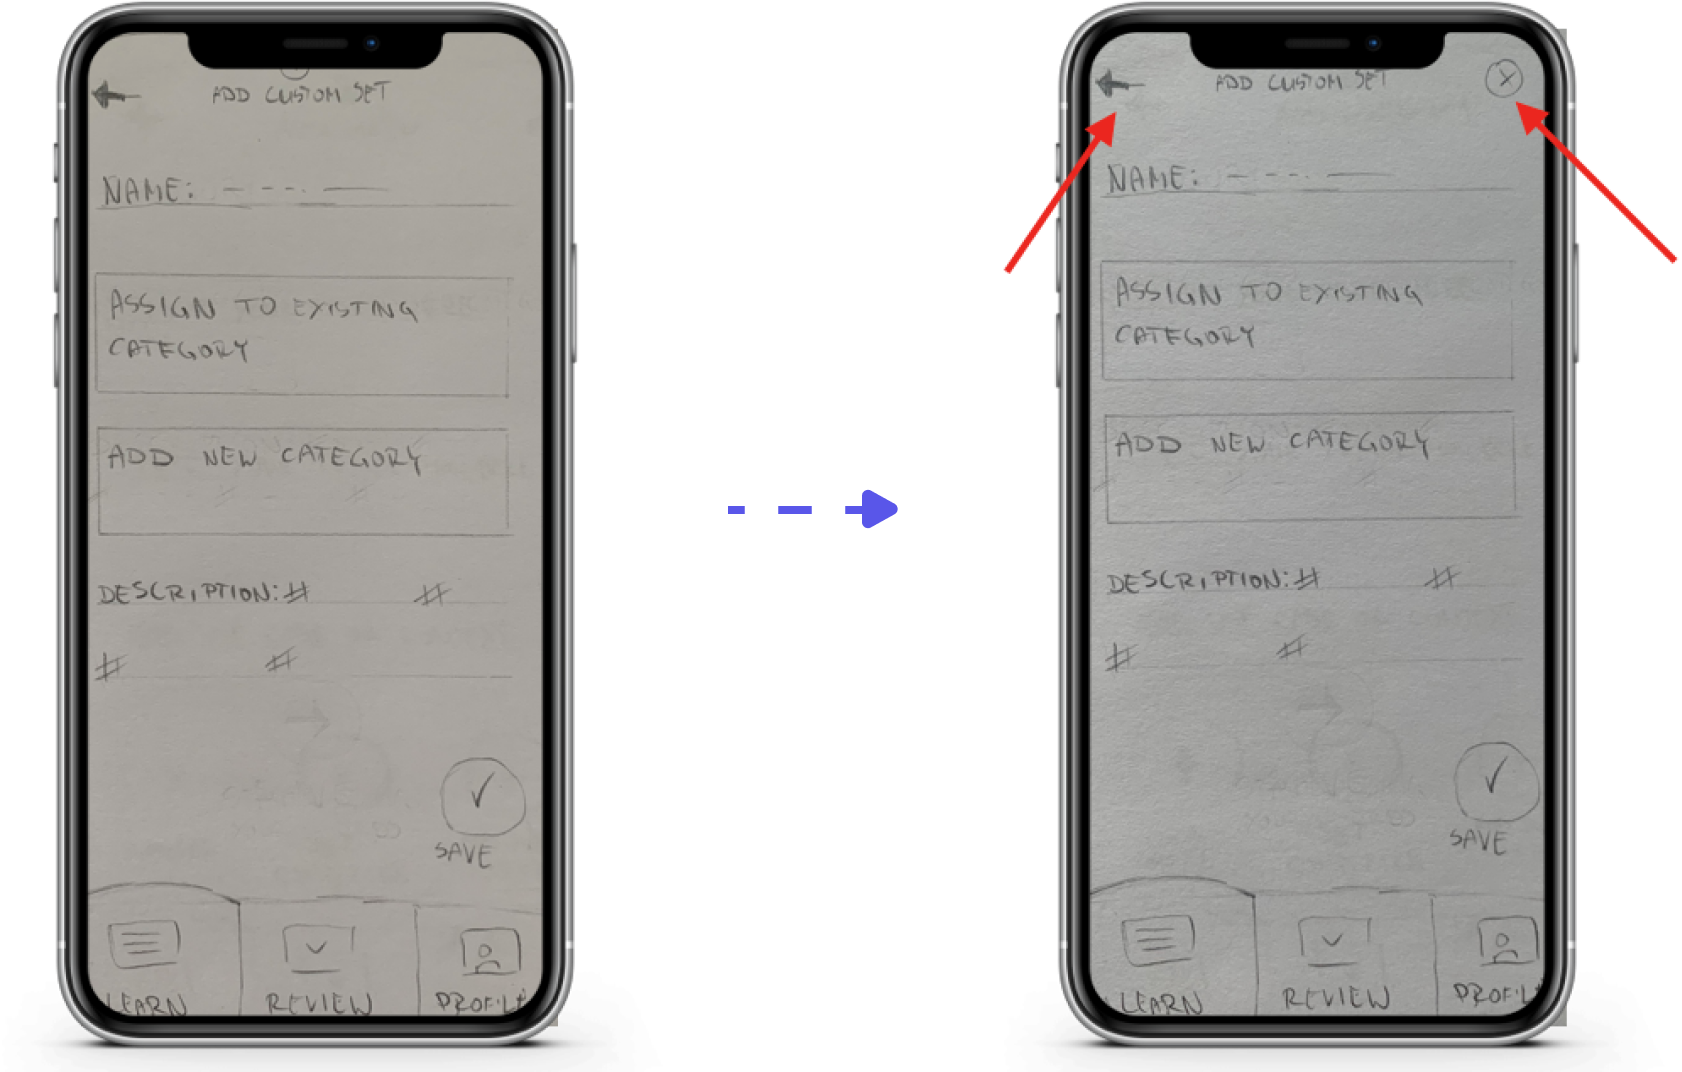 ADD CUSTOM SET
NAME:
ASSIGN TO EXISTING
CATEGORY
ADD NEW CATEGORY
DESCRIPTION:#  #
#  #
SAVE
LEARN REVIEW PROFILE
ADD CUSTOM SET
NAME:
ASSIGN TO EXISTING
CATEGORY
ADD NEW CATEGORY
DESCRIPTION:#  #
#  #
SAVE
LEARN REVIEW PROFILE